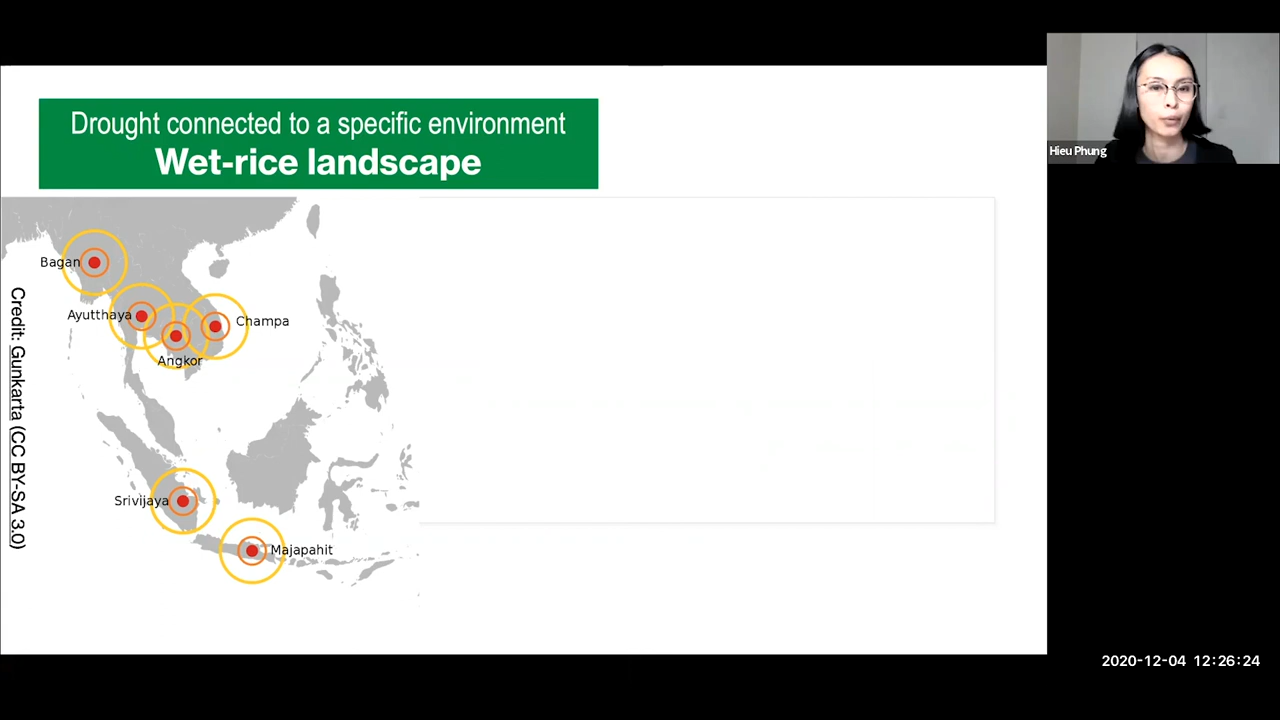 Drought connected to a specific environment
Wet-rice landscape
Hieu Phung
Bagan
Ayutthaya
Champa
Angkor
Credit: Gunkarta (CC BY-SA 3.0)
Srivijaya
Majapahit
2020-12-04 12:26:24